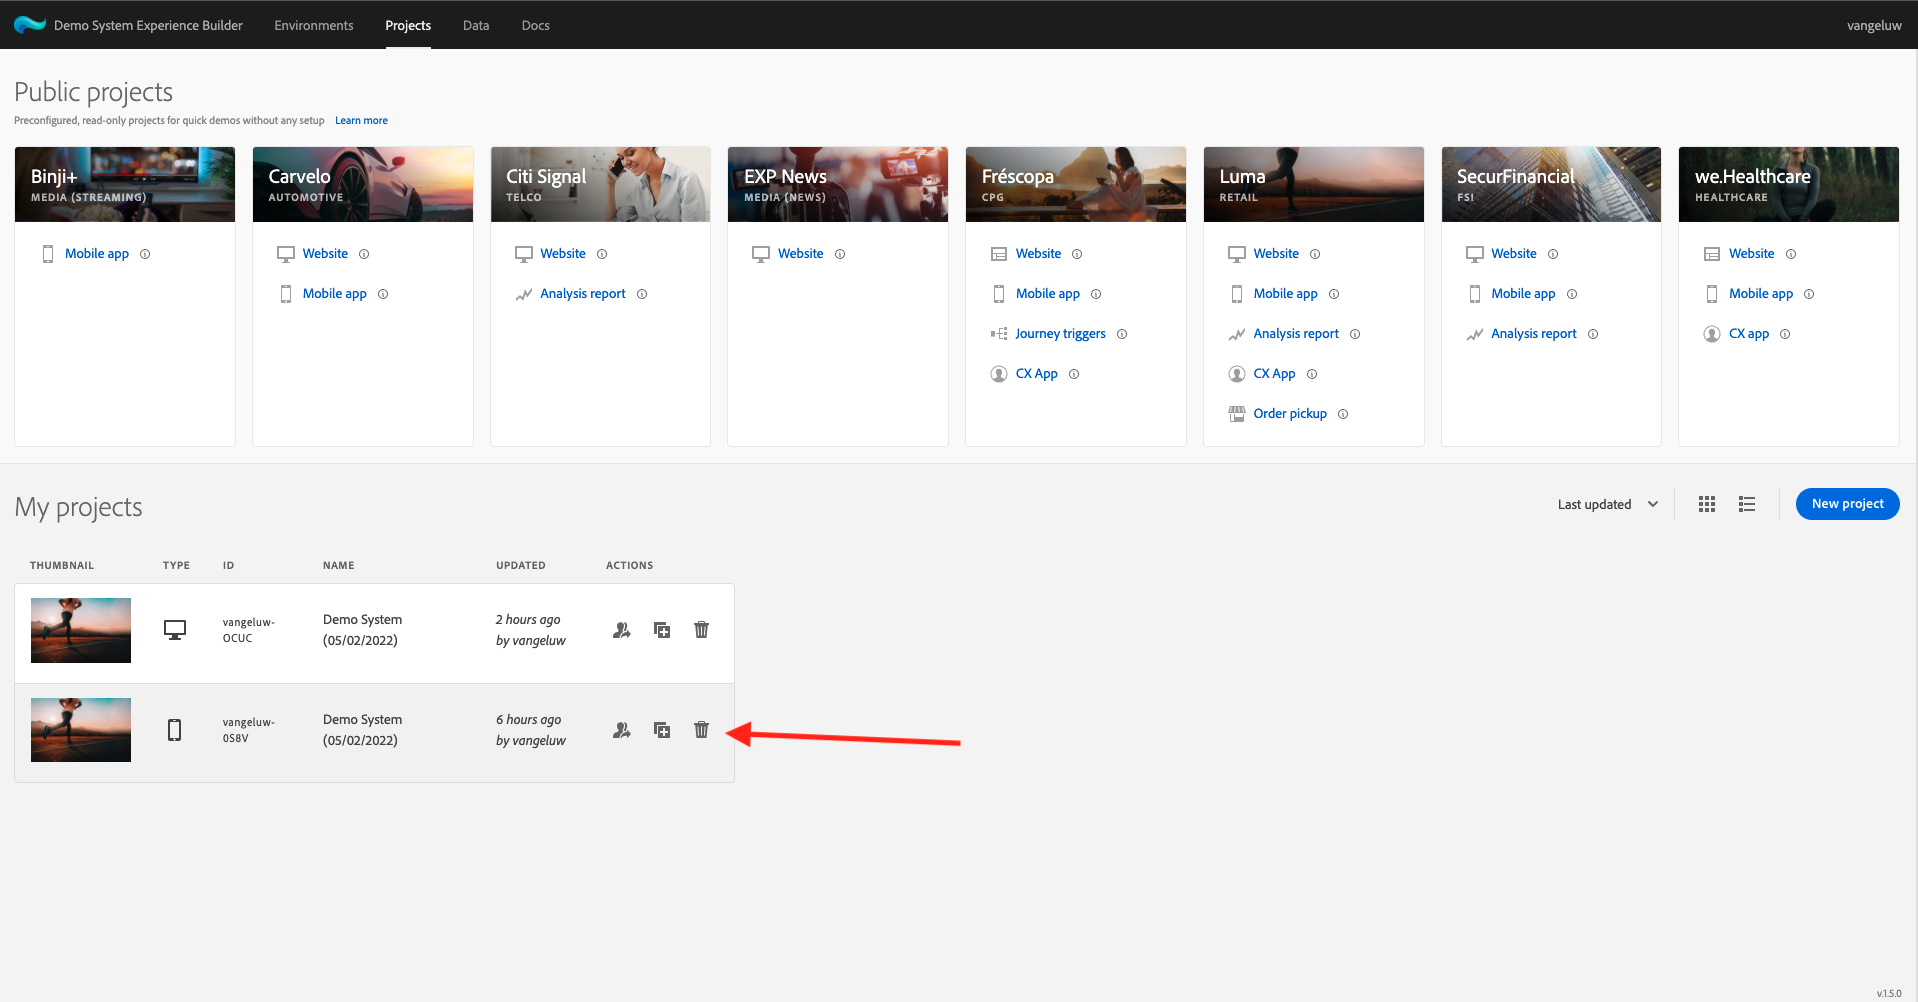 Demo System Experience Builder Environments Projects Data Docs vangeluw
Public projects
Preconfigured, read-only projects for quick demos without any setup Learn more
Binji+
MEDIA (STREAMING)
Mobile app
Carvelo
AUTOMOTIVE
Website
Mobile app
Citi Signal
TELCO
Website
Analysis report
EXP News
MEDIA (NEWS)
Website
Fréscopa
CPG
Website
Mobile app
Journey triggers
CX App
Luma
RETAIL
Website
Mobile app
Analysis report
CX App
Order pickup
SecurFinancial
FSI
Website
Mobile app
Analysis report
we.Healthcare
HEALTHCARE
Website
Mobile app
CX app
My projects
Last updated
New project
THUMBNAIL TYPE ID NAME UPDATED ACTIONS
vangeluw-
OCUC
Demo System
(05/02/2022)
2 hours ago
by vangeluw
vangeluw-
0S8V
Demo System
(05/02/2022)
6 hours ago
by vangeluw
v.1.5.0